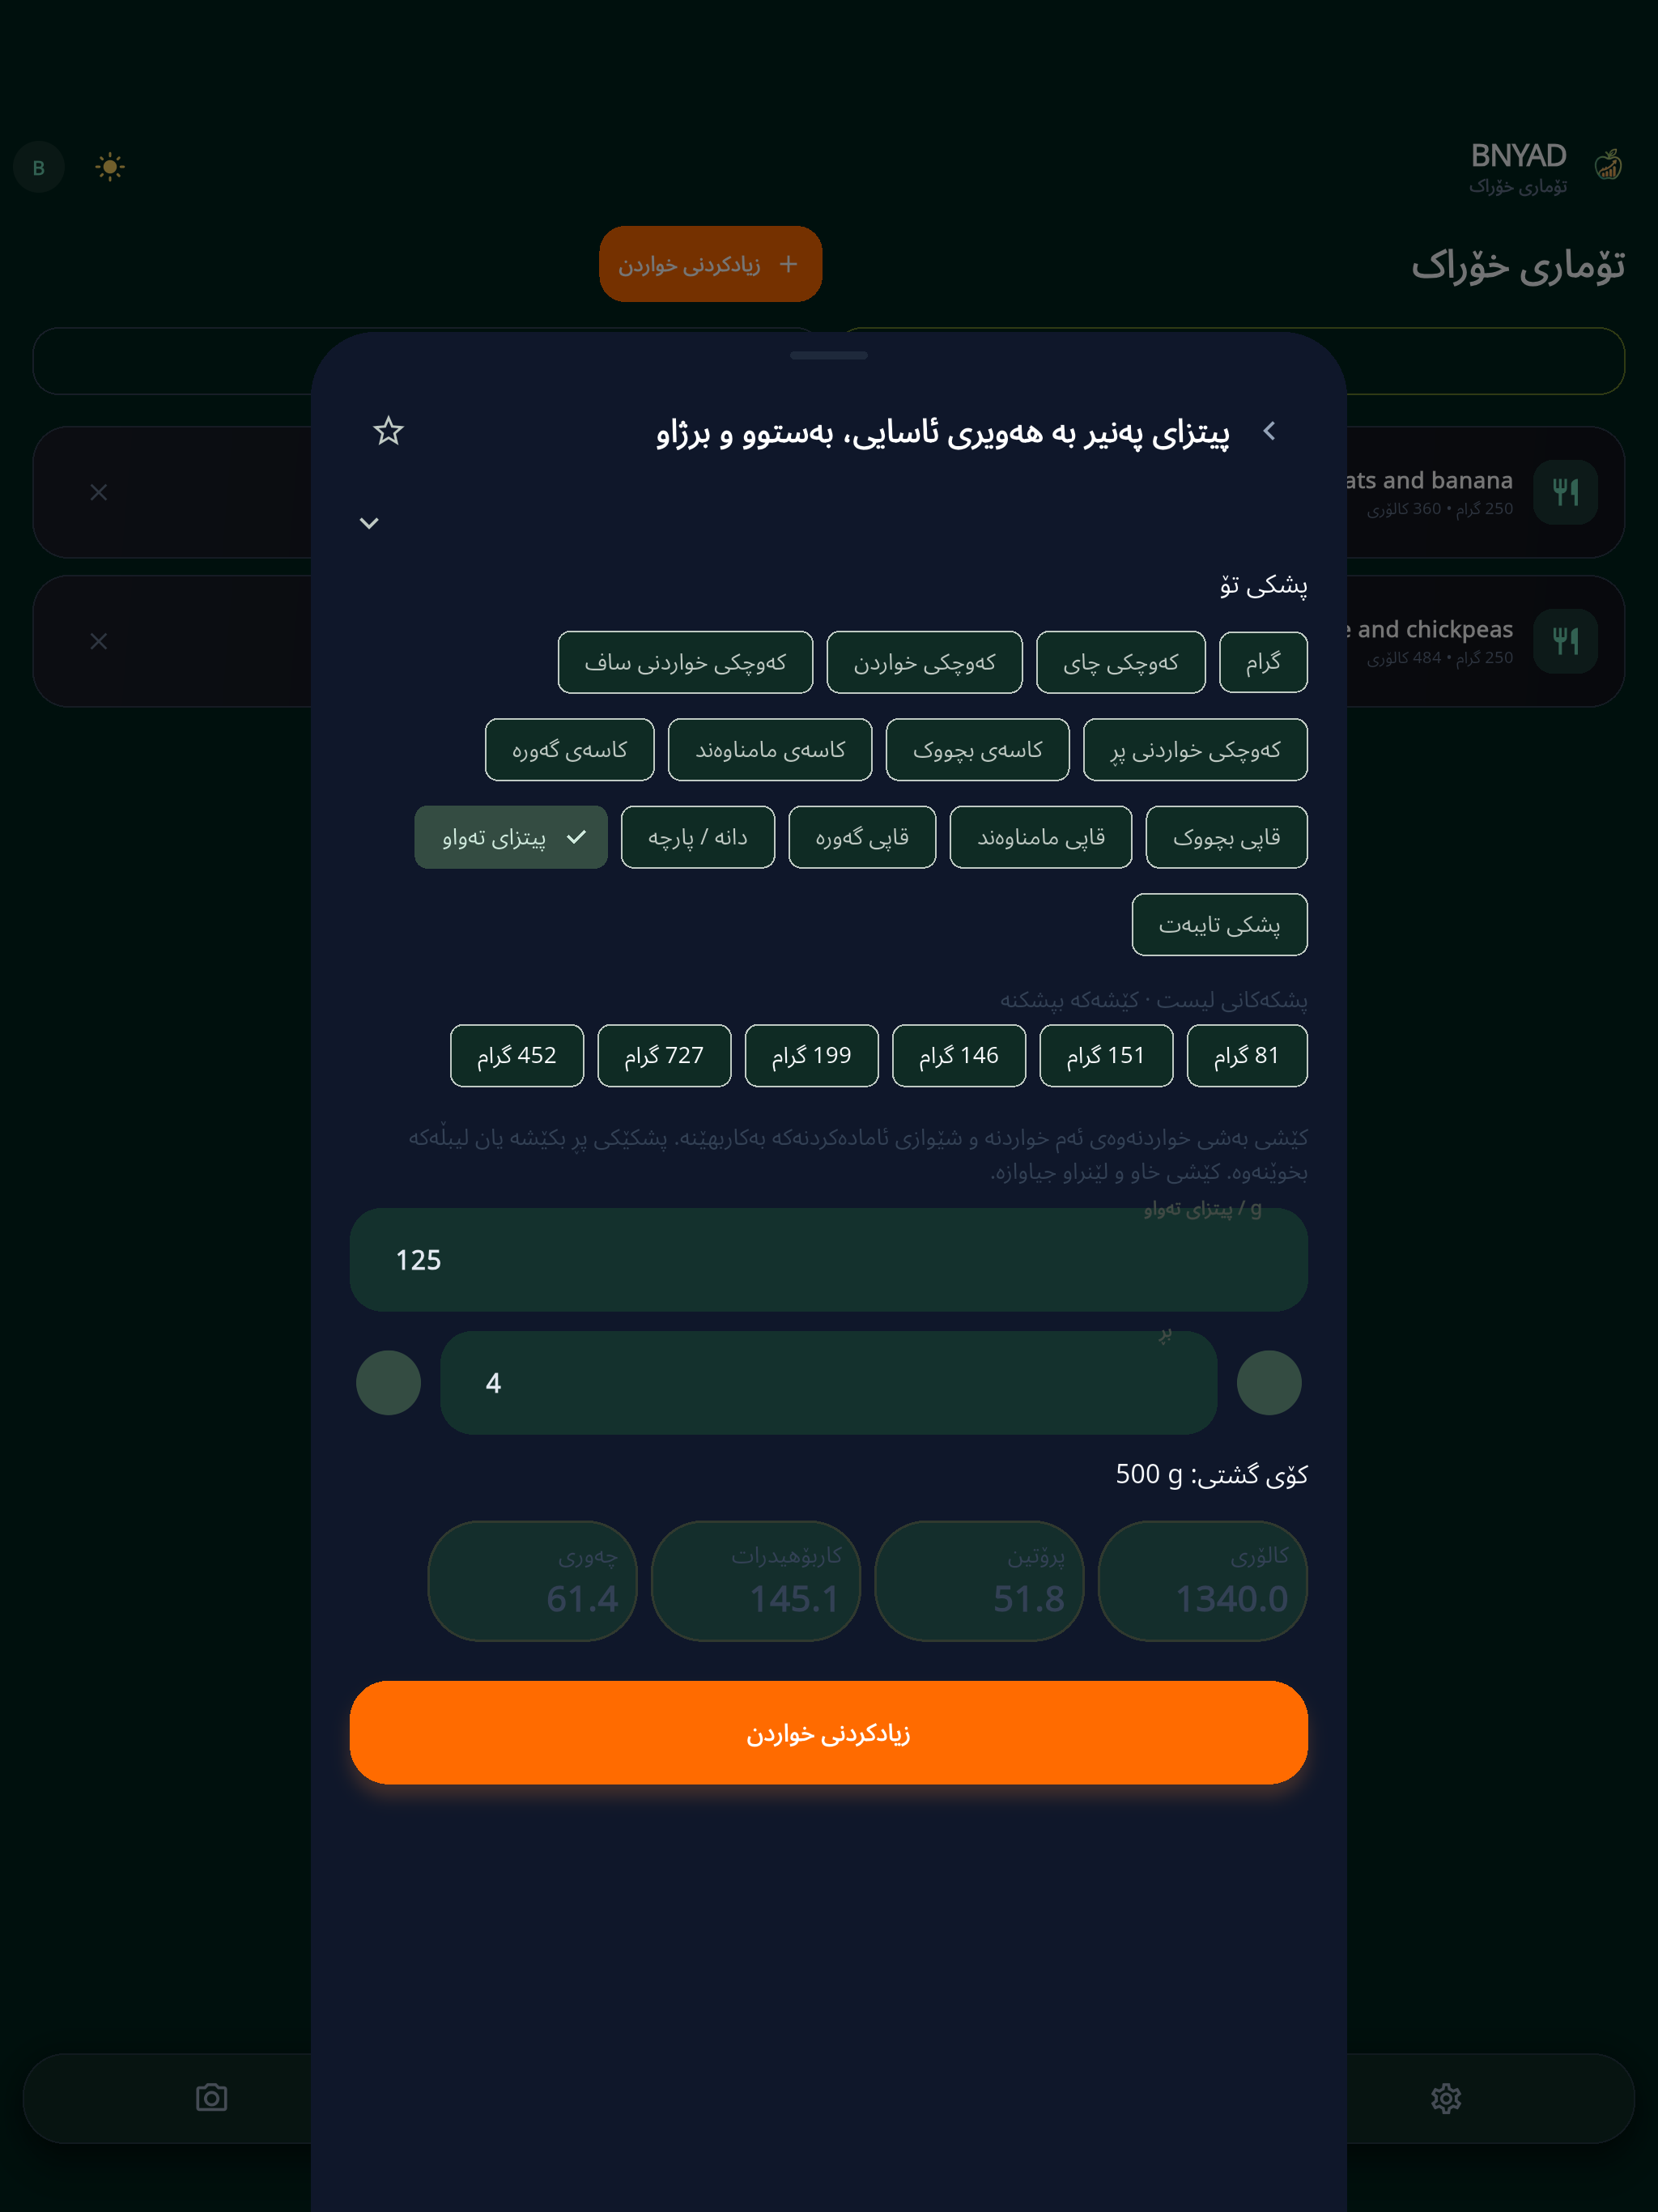 BNYAD
تۆماری خۆراک
B
تۆماری خۆراک
زیادکردنی خواردن
ats and banana
250 گرام • 360 کالۆری
e and chickpeas
250 گرام • 484 کالۆری
پیتزای پەنیر بە هەویری ئاسایی، بەستوو و برژاو
پشکی تۆ
گرام
کەوچکی چای
کەوچکی خواردن
کەوچکی خواردنی ساف
کەوچکی خواردنی پڕ
کاسەی بچووک
کاسەی مامناوەند
کاسەی گەورە
قاپی بچووک
قاپی مامناوەند
قاپی گەورە
دانە / پارچە
پیتزای تەواو
پشکی تایبەت
پشکەکانی لیست · کێشەکە بپشکنە
81 گرام
151 گرام
146 گرام
199 گرام
727 گرام
452 گرام
کێشی بەشی خواردنەوەی ئەم خواردنە و شێوازی ئامادەکردنەکە بەکاربهێنە. پشکێکی پڕ بکێشە یان لیبڵەکە
بخوێنەوە. کێشی خاو و لێنراو جیاوازە.
g / پیتزای تەواو
125
بڕ
4
کۆی گشتی: 500 g
کالۆری
1340.0
پرۆتین
51.8
کاربۆهیدرات
145.1
چەوری
61.4
زیادکردنی خواردن